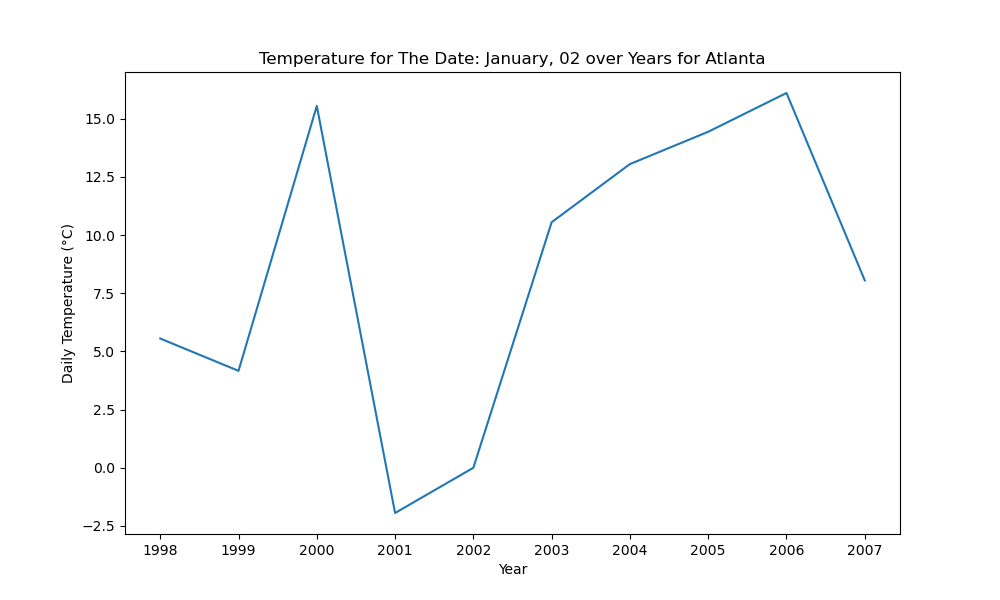 Temperature for The Date: January, 02 over Years for Atlanta
Daily Temperature (°C)
15.0
12.5
10.0
7.5
5.0
2.5
0.0
−2.5
1998 1999 2000 2001 2002 2003 2004 2005 2006 2007
Year